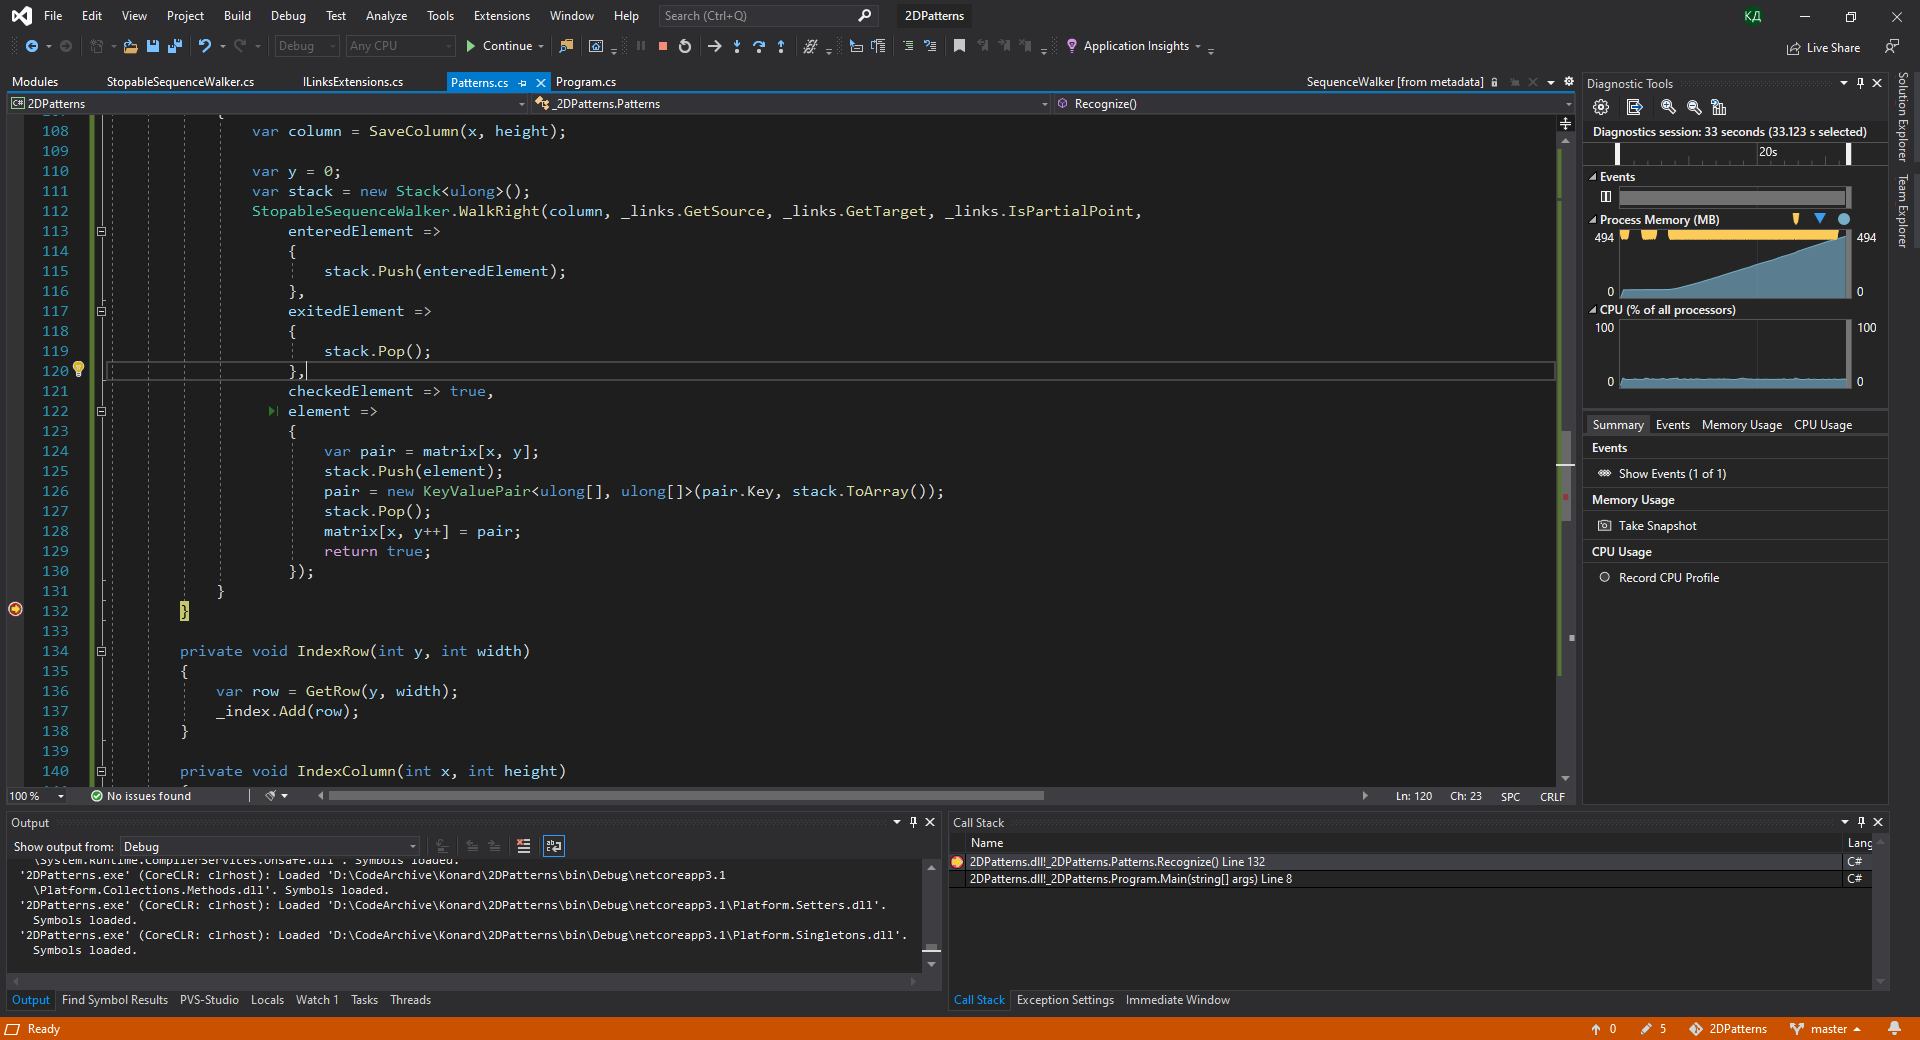 File Edit View Project Build Debug Test Analyze Tools Extensions Window Help Search (Ctrl+Q) 2DPatterns КД
Debug Any CPU Continue Application Insights Live Share
Modules StopableSequenceWalker.cs ILinksExtensions.cs Patterns.cs Program.cs SequenceWalker [from metadata]
C# 2DPatterns _2DPatterns.Patterns Recognize()
108 var column = SaveColumn(x, height);
109
110 var y = 0;
111 var stack = new Stack<ulong>();
112 StopableSequenceWalker.WalkRight(column, _links.GetSource, _links.GetTarget, _links.IsPartialPoint,
113 enteredElement =>
114 {
115 stack.Push(enteredElement);
116 },
117 exitedElement =>
118 {
119 stack.Pop();
120 },
121 checkedElement => true,
122 element =>
123 {
124 var pair = matrix[x, y];
125 stack.Push(element);
126 pair = new KeyValuePair<ulong[], ulong[]>(pair.Key, stack.ToArray());
127 stack.Pop();
128 matrix[x, y++] = pair;
129 return true;
130 });
131 }
132 }
133
134 private void IndexRow(int y, int width)
135 {
136 var row = GetRow(y, width);
137 _index.Add(row);
138 }
139
140 private void IndexColumn(int x, int height)
100 % No issues found Ln: 120 Ch: 23 SPC CRLF
Diagnostic Tools
Diagnostics session: 33 seconds (33.123 s selected)
20s
Events
Process Memory (MB)
494 494
0 0
CPU (% of all processors)
100 100
0 0
Summary Events Memory Usage CPU Usage
Events
Show Events (1 of 1)
Memory Usage
Take Snapshot
CPU Usage
Record CPU Profile
Solution Explorer
Team Explorer
Output
Show output from: Debug
\System.Runtime.CompilerServices.Unsafe.dll'. Symbols loaded.
'2DPatterns.exe' (CoreCLR: clrhost): Loaded 'D:\CodeArchive\Konard\2DPatterns\bin\Debug\netcoreapp3.1
\Platform.Collections.Methods.dll'. Symbols loaded.
'2DPatterns.exe' (CoreCLR: clrhost): Loaded 'D:\CodeArchive\Konard\2DPatterns\bin\Debug\netcoreapp3.1\Platform.Setters.dll'.
Symbols loaded.
'2DPatterns.exe' (CoreCLR: clrhost): Loaded 'D:\CodeArchive\Konard\2DPatterns\bin\Debug\netcoreapp3.1\Platform.Singletons.dll'.
Symbols loaded.
Output Find Symbol Results PVS-Studio Locals Watch 1 Tasks Threads
Call Stack
Name Lang
2DPatterns.dll!_2DPatterns.Patterns.Recognize() Line 132 C#
2DPatterns.dll!_2DPatterns.Program.Main(string[] args) Line 8 C#
Call Stack Exception Settings Immediate Window
Ready 0 5 2DPatterns master